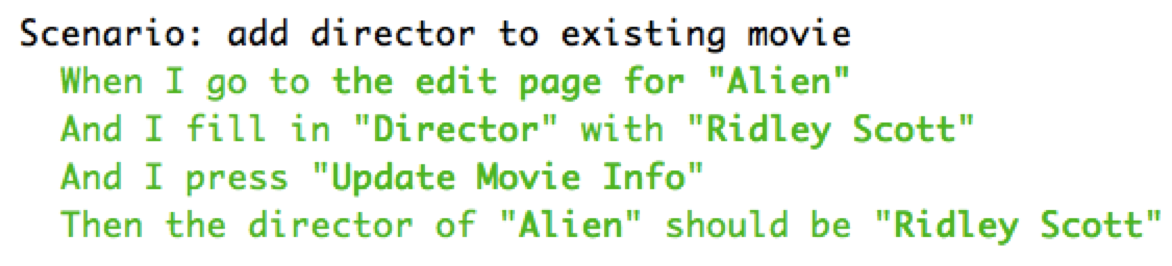 Scenario: add director to existing movie
When I go to the edit page for "Alien"
And I fill in "Director" with "Ridley Scott"
And I press "Update Movie Info"
Then the director of "Alien" should be "Ridley Scott"